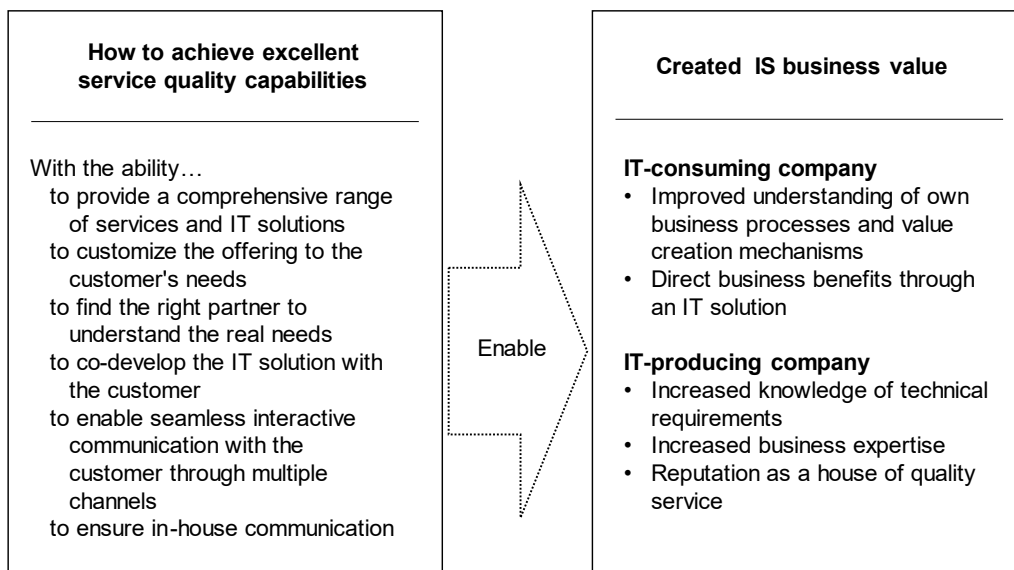 How to achieve excellent
service quality capabilities
With the ability…
to provide a comprehensive range
of services and IT solutions
to customize the offering to the
customer's needs
to find the right partner to
understand the real needs
to co-develop the IT solution with
the customer
to enable seamless interactive
communication with the
customer through multiple
channels
to ensure in-house communication
Enable
Created IS business value
IT-consuming company
• Improved understanding of own
business processes and value
creation mechanisms
• Direct business benefits through
an IT solution
IT-producing company
• Increased knowledge of technical
requirements
• Increased business expertise
• Reputation as a house of quality
service